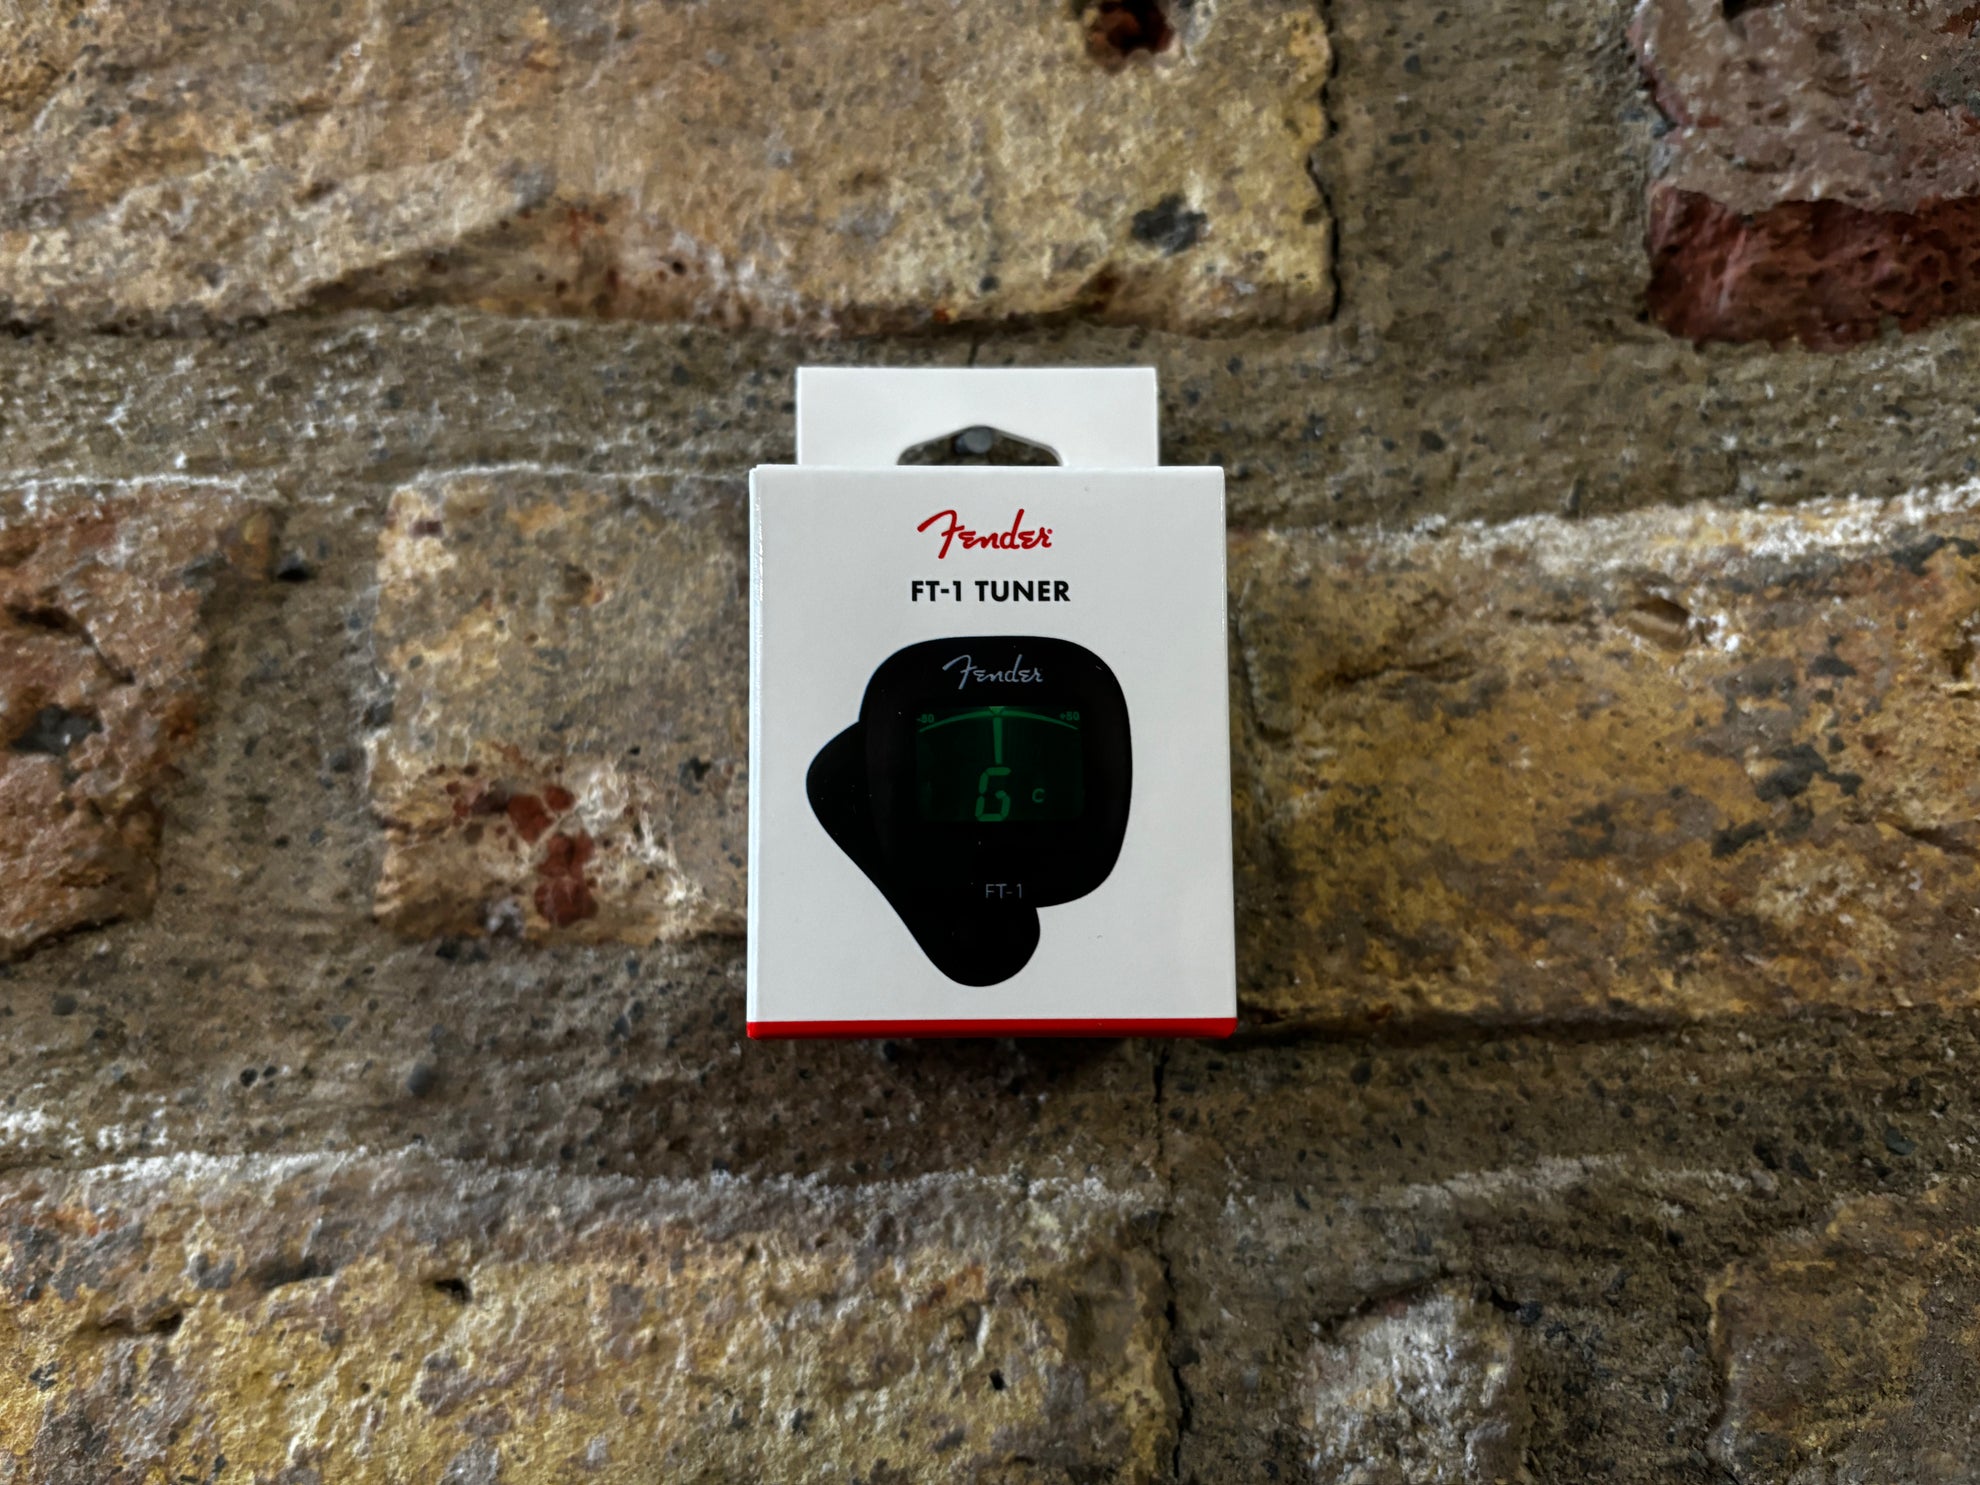 Fender
FT-1 TUNER
Fender
-50 +50
G C
FT-1